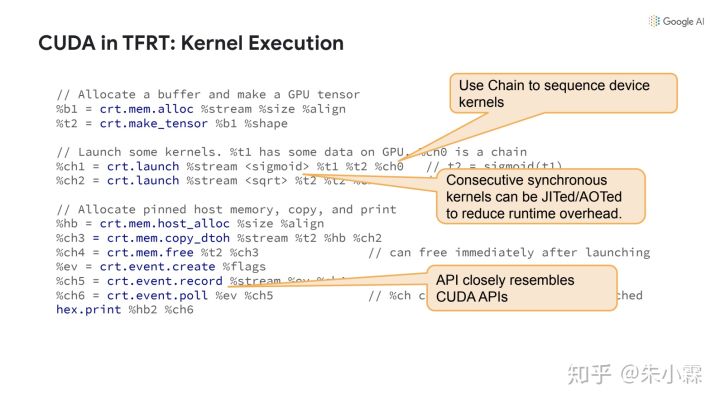 Google AI
CUDA in TFRT: Kernel Execution
// Allocate a buffer and make a GPU tensor
%b1 = crt.mem.alloc %stream %size %align
%t2 = crt.make_tensor %b1 %shape
Use Chain to sequence device
kernels
// Launch some kernels. %t1 has some data on GPU, %ch0 is a chain
%ch1 = crt.launch %stream <sigmoid> %t1 %t2 %ch0 // t2 = sigmoid(t1)
%ch2 = crt.launch %stream <sqrt> %t2 %t2
Consecutive synchronous
kernels can be JITed/AOTed
to reduce runtime overhead.
// Allocate pinned host memory, copy, and print
%hb = crt.mem.host_alloc %size %align
%ch3 = crt.mem.copy_dtoh %stream %t2 %hb %ch2
%ch4 = crt.mem.free %t2 %ch3 // can free immediately after launching
%ev = crt.event.create %flags
%ch5 = crt.event.record %stream %ev
API closely resembles
CUDA APIs
%ch6 = crt.event.poll %ev %ch5 // %ch
hex.print %hb2 %ch6
知乎 @朱小霖